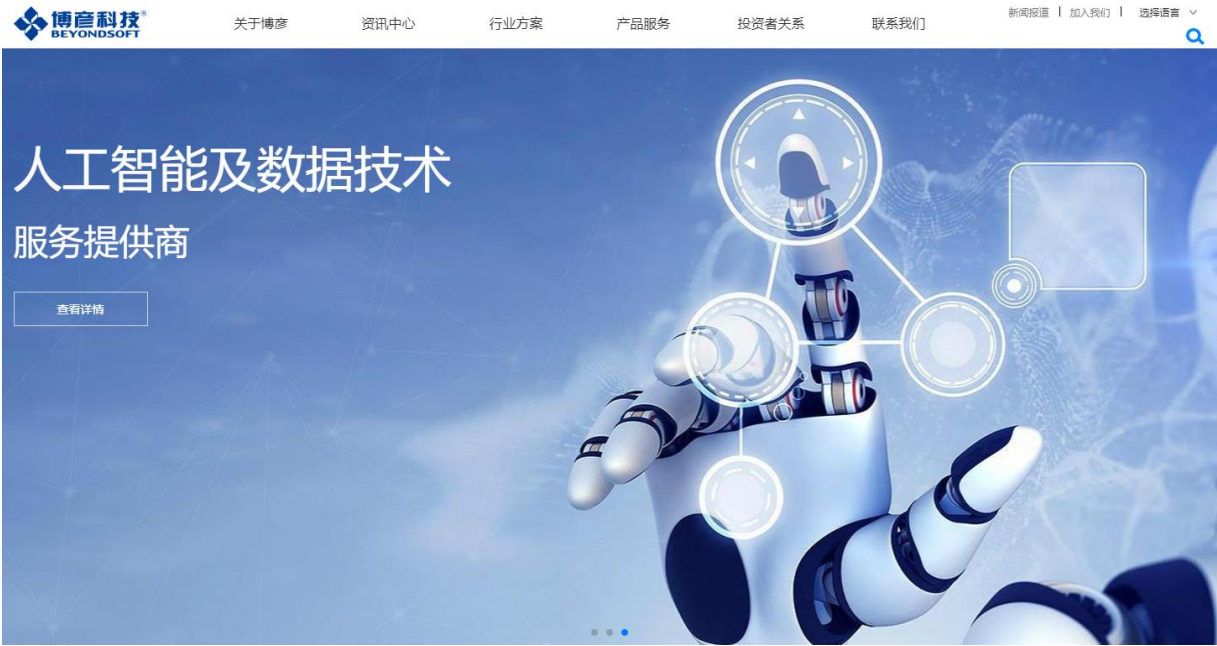 博彦科技®
BEYONDSOFT
关于博彦
资讯中心
行业方案
产品服务
投资者关系
联系我们
新闻报道 | 加入我们 | 选择语言
人工智能及数据技术
服务提供商
查看详情